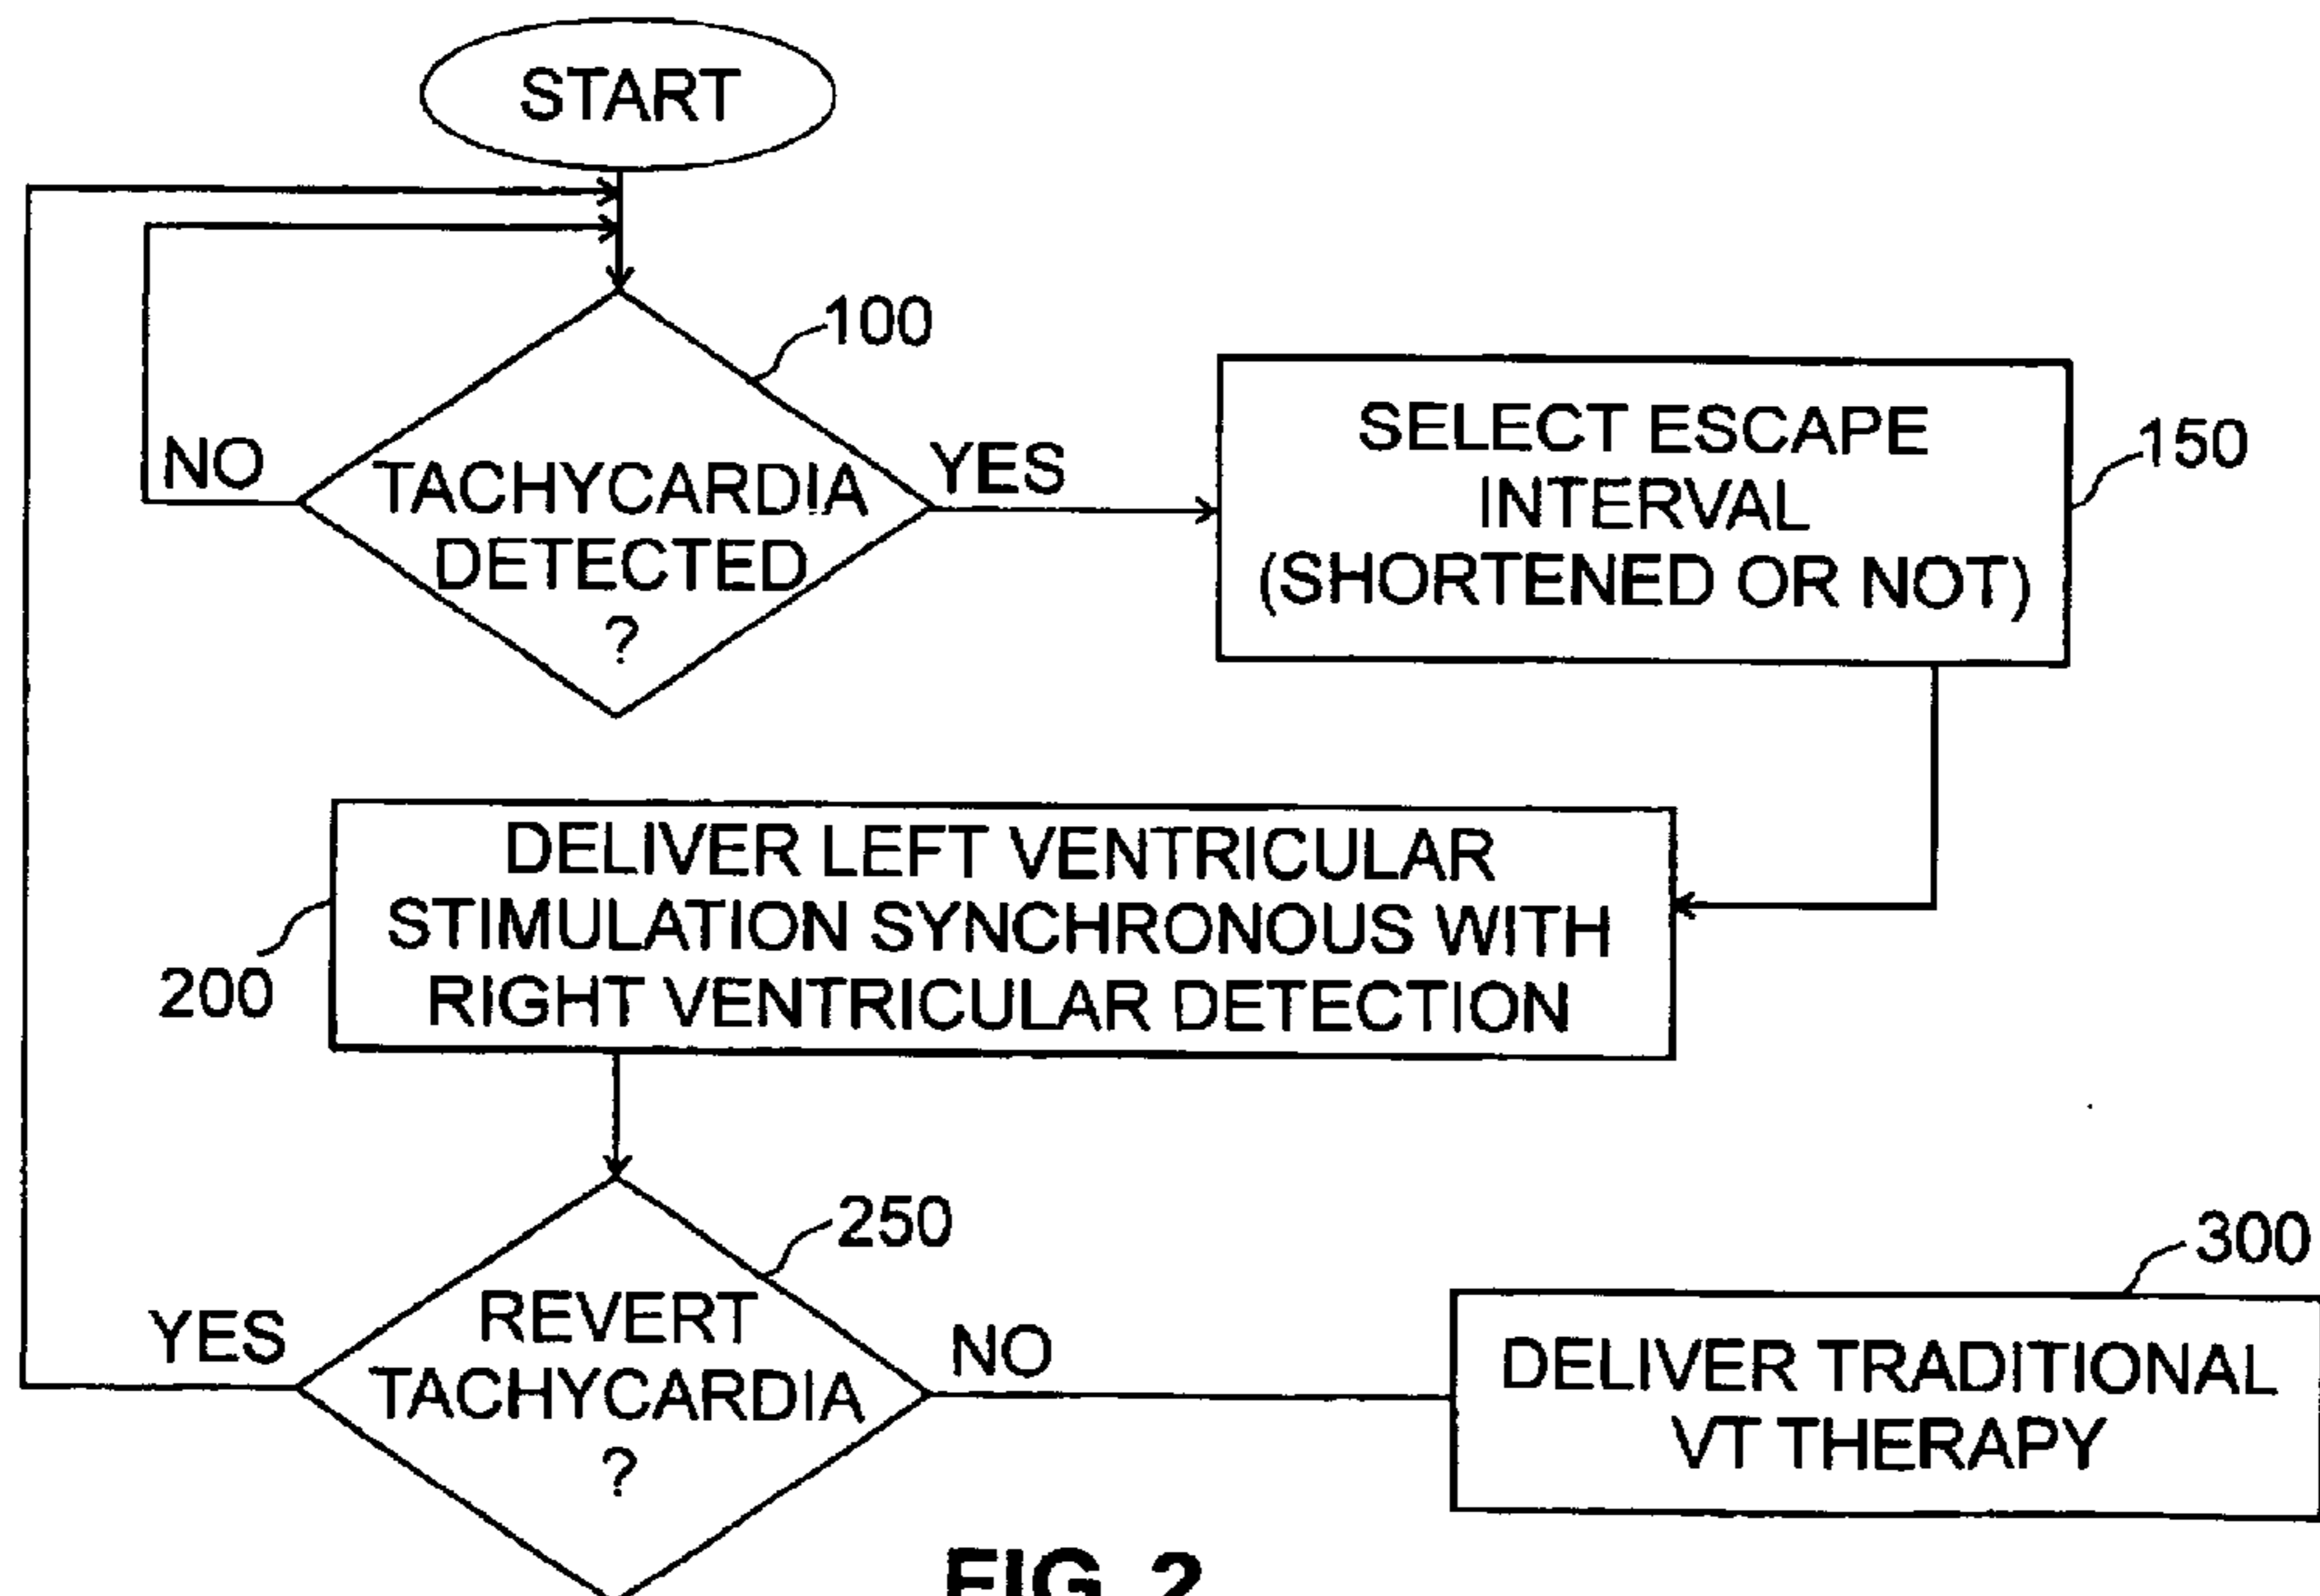 START
100
NO
TACHYCARDIA
DETECTED
?
YES
SELECT ESCAPE
INTERVAL
(SHORTENED OR NOT)
150
DELIVER LEFT VENTRICULAR
STIMULATION SYNCHRONOUS WITH
RIGHT VENTRICULAR DETECTION
200
250
YES
REVERT
TACHYCARDIA
?
NO
300
DELIVER TRADITIONAL
VT THERAPY
FIG. 2